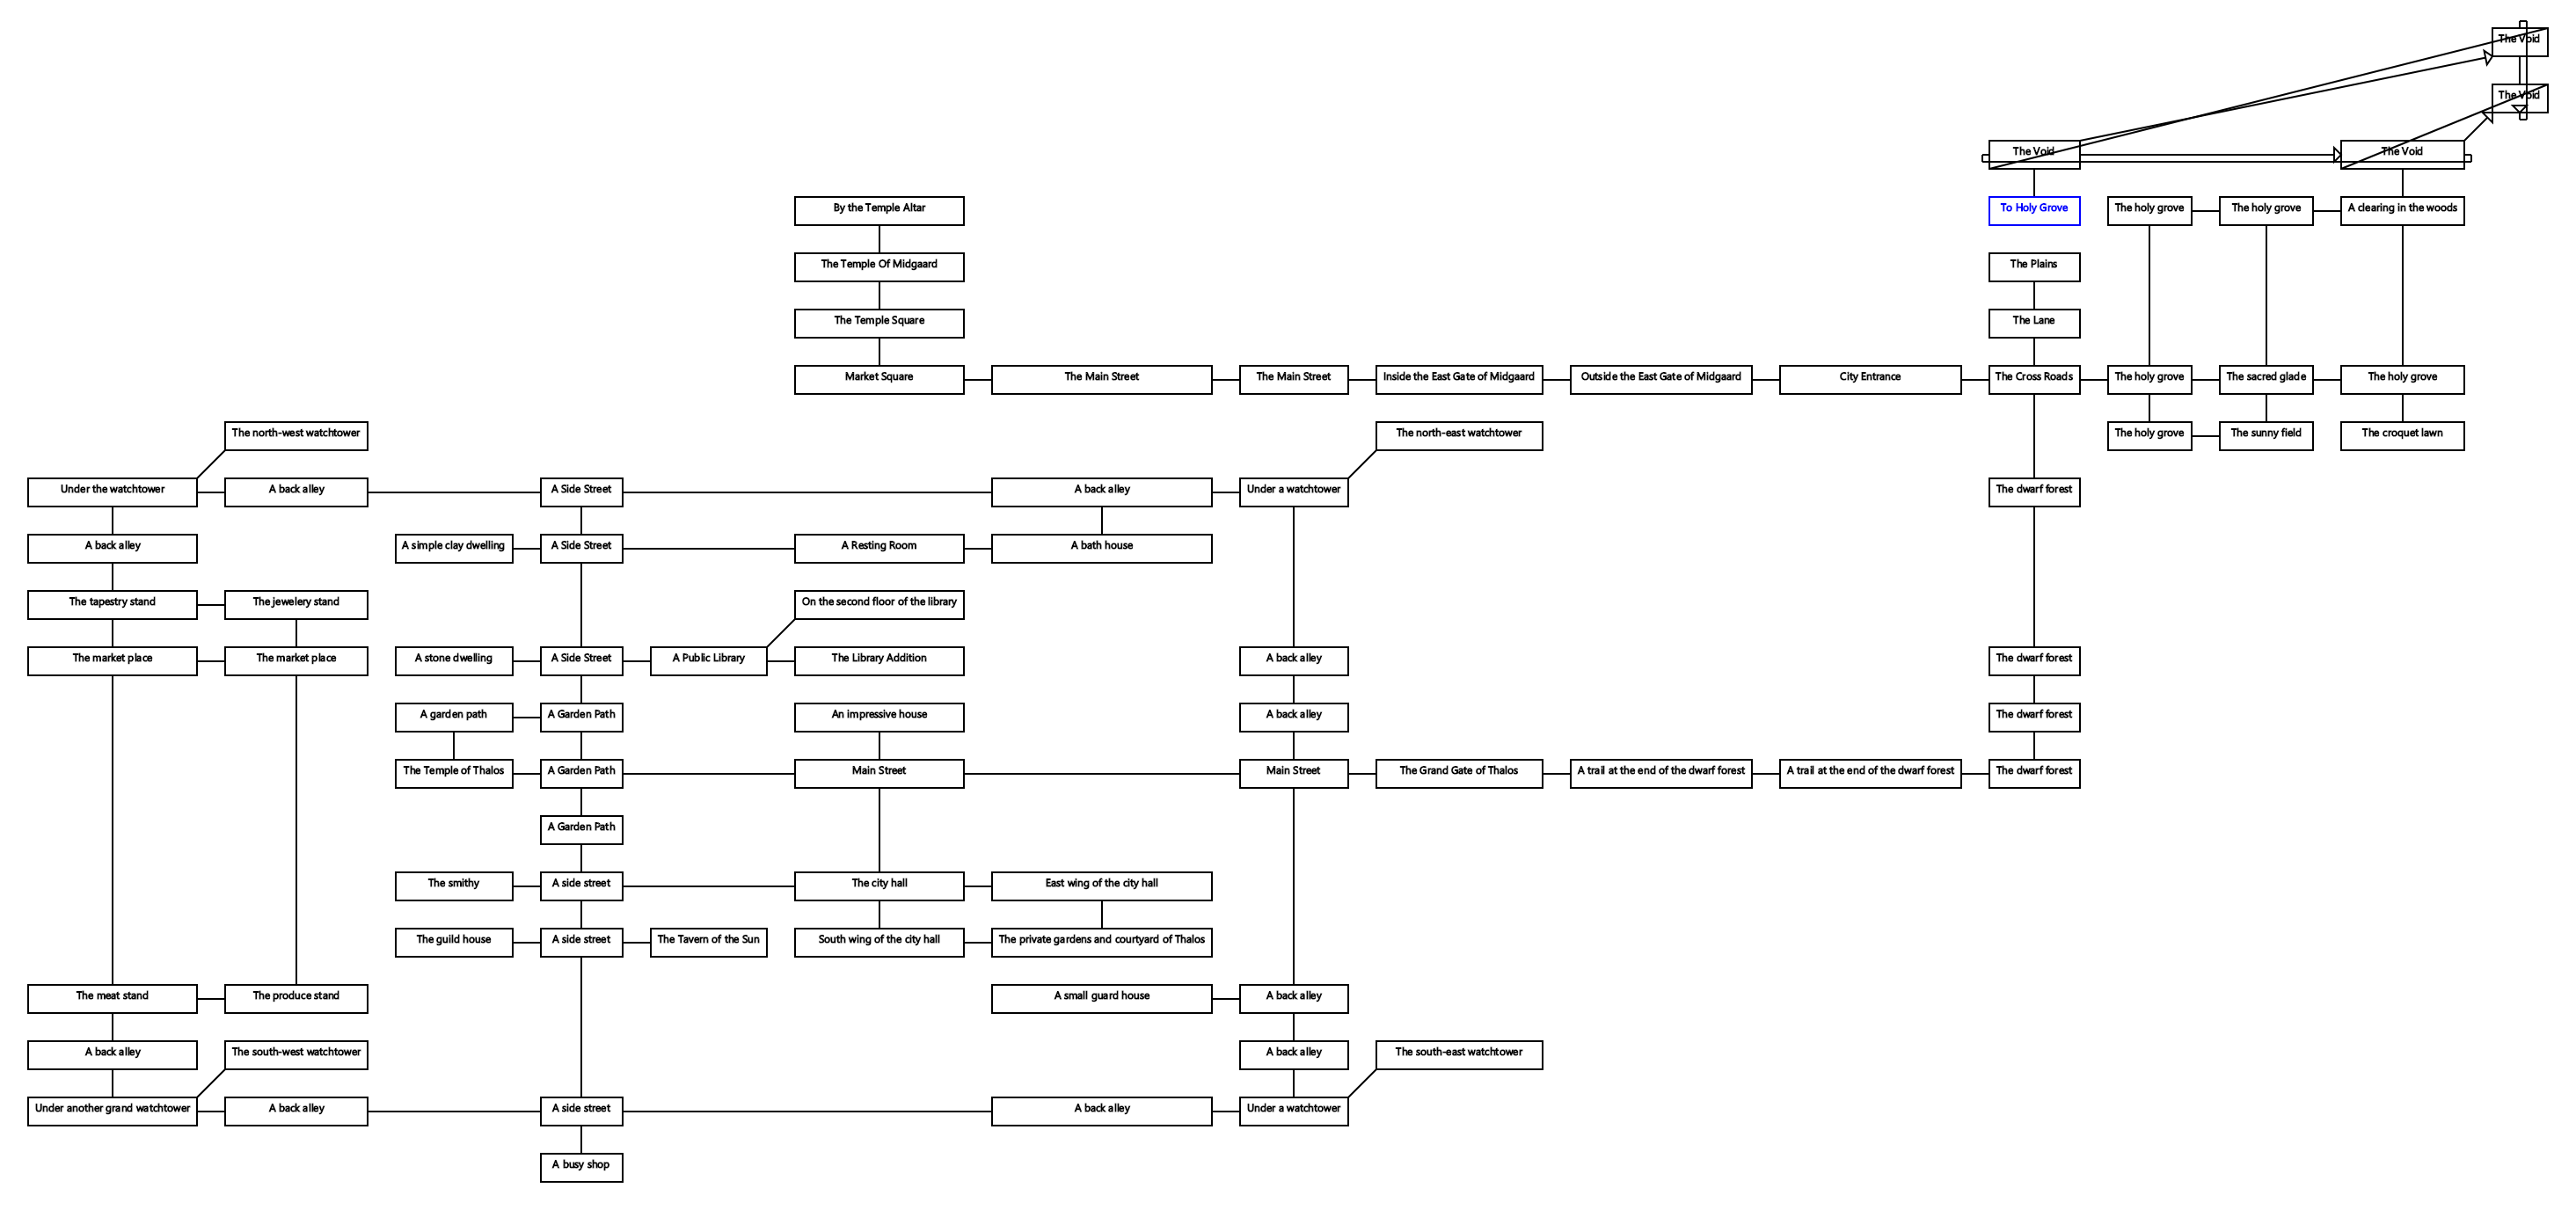 The Void
The Void
The Void
The Void
By the Temple Altar
To Holy Grove
The holy grove
The holy grove
A clearing in the woods
The Temple Of Midgaard
The Plains
The Temple Square
The Lane
Market Square
The Main Street
The Main Street
Inside the East Gate of Midgaard
Outside the East Gate of Midgaard
City Entrance
The Cross Roads
The holy grove
The sacred glade
The holy grove
The north-west watchtower
The north-east watchtower
The holy grove
The sunny field
The croquet lawn
Under the watchtower
A back alley
A Side Street
A back alley
Under a watchtower
The dwarf forest
A back alley
A simple clay dwelling
A Side Street
A Resting Room
A bath house
The tapestry stand
The jewelery stand
On the second floor of the library
The market place
The market place
A stone dwelling
A Side Street
A Public Library
The Library Addition
A back alley
The dwarf forest
A garden path
A Garden Path
An impressive house
A back alley
The dwarf forest
The Temple of Thalos
A Garden Path
Main Street
Main Street
The Grand Gate of Thalos
A trail at the end of the dwarf forest
A trail at the end of the dwarf forest
The dwarf forest
A Garden Path
The smithy
A side street
The city hall
East wing of the city hall
The guild house
A side street
The Tavern of the Sun
South wing of the city hall
The private gardens and courtyard of Thalos
The meat stand
The produce stand
A small guard house
A back alley
A back alley
The south-west watchtower
A back alley
The south-east watchtower
Under another grand watchtower
A back alley
A side street
A back alley
Under a watchtower
A busy shop